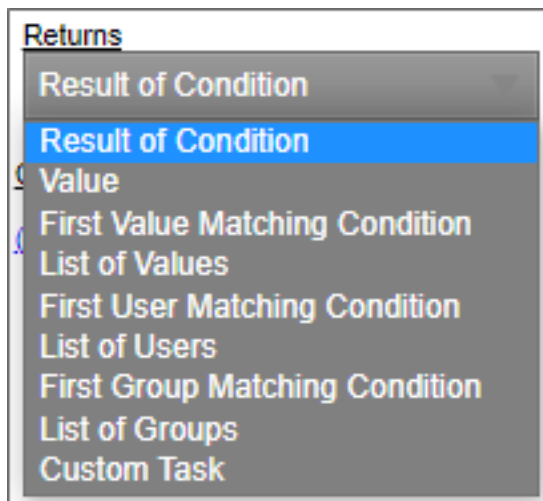 Returns
Result of Condition
Result of Condition
Value
First Value Matching Condition
List of Values
First User Matching Condition
List of Users
First Group Matching Condition
List of Groups
Custom Task